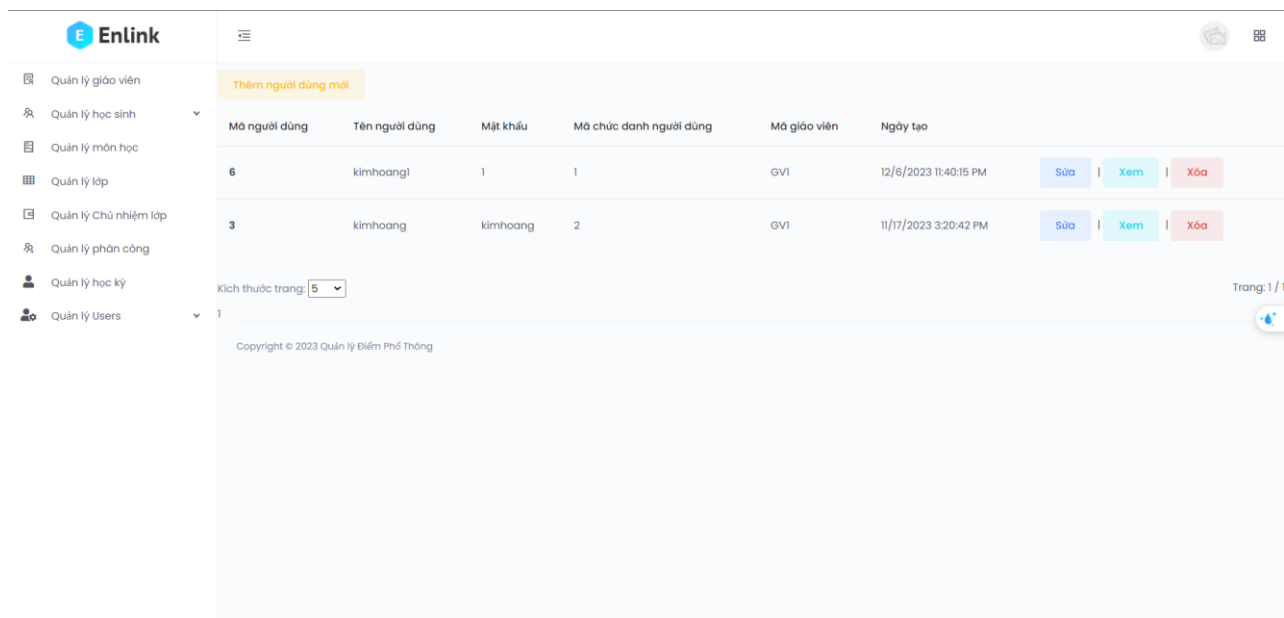 E Enlink
Quản lý giáo viên
Quản lý học sinh
Quản lý môn học
Quản lý lớp
Quản lý Chủ nhiệm lớp
Quản lý phân công
Quản lý học kỳ
Quản lý Users
Thêm người dùng mới
Mã người dùng Tên người dùng Mật khẩu Mã chức danh người dùng Mã giáo viên Ngày tạo
6 kimhoang1 1 1 GV1 12/6/2023 11:40:15 PM Sửa | Xem | Xóa
3 kimhoang kimhoang 2 GV1 11/17/2023 3:20:42 PM Sửa | Xem | Xóa
Kích thước trang: 5 Trang: 1 / 1
1
Copyright © 2023 Quản lý Điểm Phổ Thông